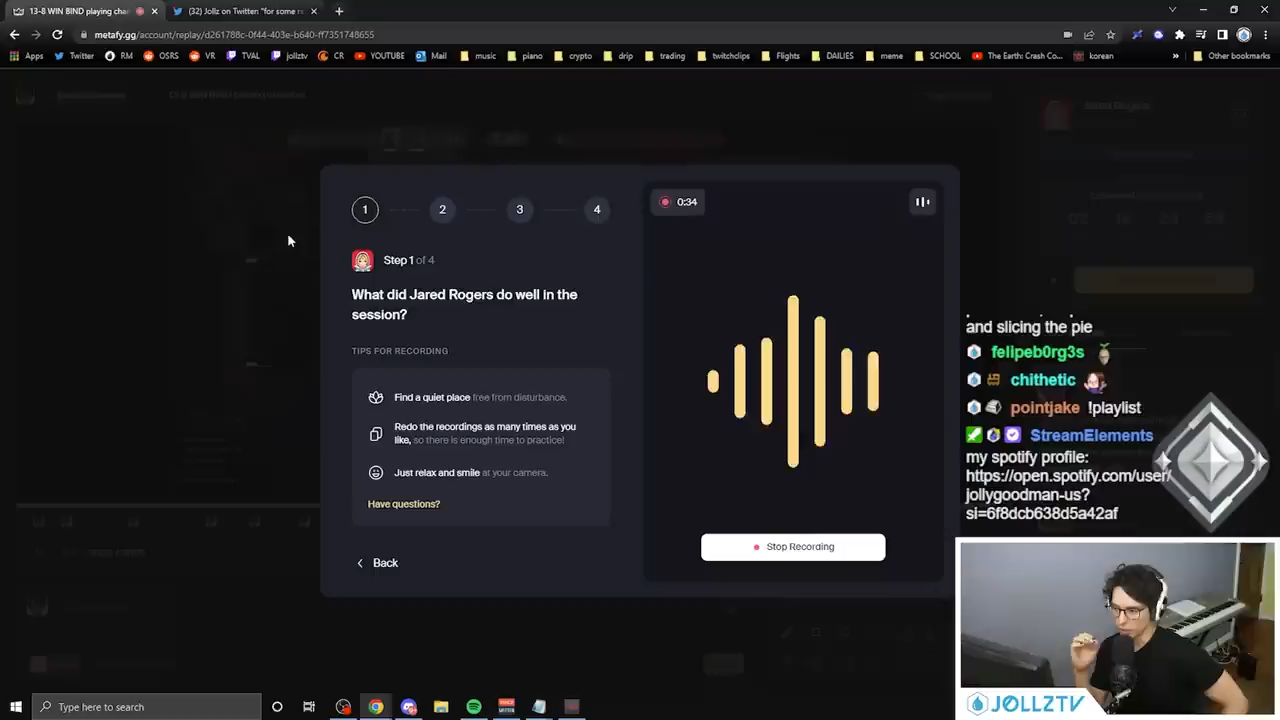 13-8 WIN BIND playing cha
(32) Jollz on Twitter: "for some r
metafy.gg/account/replay/d261788c-0f44-403e-b640-ff7351748655
Apps
Twitter
RM
OSRS
VR
TVAL
jollztv
CR
YOUTUBE
Mail
music
piano
crypto
drip
trading
twitchclips
Flights
DAILIES
meme
SCHOOL
The Earth: Crash Co...
korean
»
Other bookmarks
1
2
3
4
Step 1 of 4
What did Jared Rogers do well in the
session?
TIPS FOR RECORDING
Find a quiet place free from disturbance.
Redo the recordings as many times as you
like, so there is enough time to practice!
Just relax and smile at your camera.
Have questions?
Back
0:34
Stop Recording
and slicing the pie
felipeb0rg3s
chithetic
pointjake !playlist
StreamElements
my spotify profile:
https://open.spotify.com/user/
jollygoodman-us?
si=6f8dcb638d5a42af
JOLLZTV
Type here to search